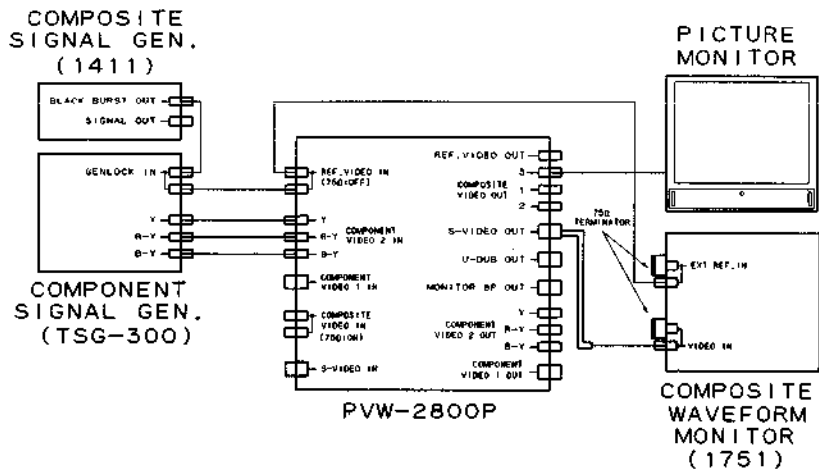 COMPOSITE
SIGNAL GEN.
(1411)
BLACK BURST OUT
SIGNAL OUT
GENLOCK IN
Y
R-Y
B-Y
COMPONENT
SIGNAL GEN.
(TSG-300)
REF.VIDEO IN
(75Ω:OFF)
Y
R-Y
B-Y
COMPONENT
VIDEO 2 IN
COMPONENT
VIDEO 1 IN
COMPOSITE
VIDEO IN
(75Ω:ON)
S-VIDEO IN
REF.VIDEO OUT
3
COMPOSITE
VIDEO OUT
1
2
S-VIDEO OUT
V-DUB OUT
MONITOR BP OUT
Y
COMPONENT
VIDEO 2 OUT
R-Y
B-Y
COMPONENT
VIDEO 1 OUT
PVW-2800P
PICTURE
MONITOR
75Ω
TERMINATOR
EXT REF.IN
VIDEO IN
COMPOSITE
WAVEFORM
MONITOR
(1751)